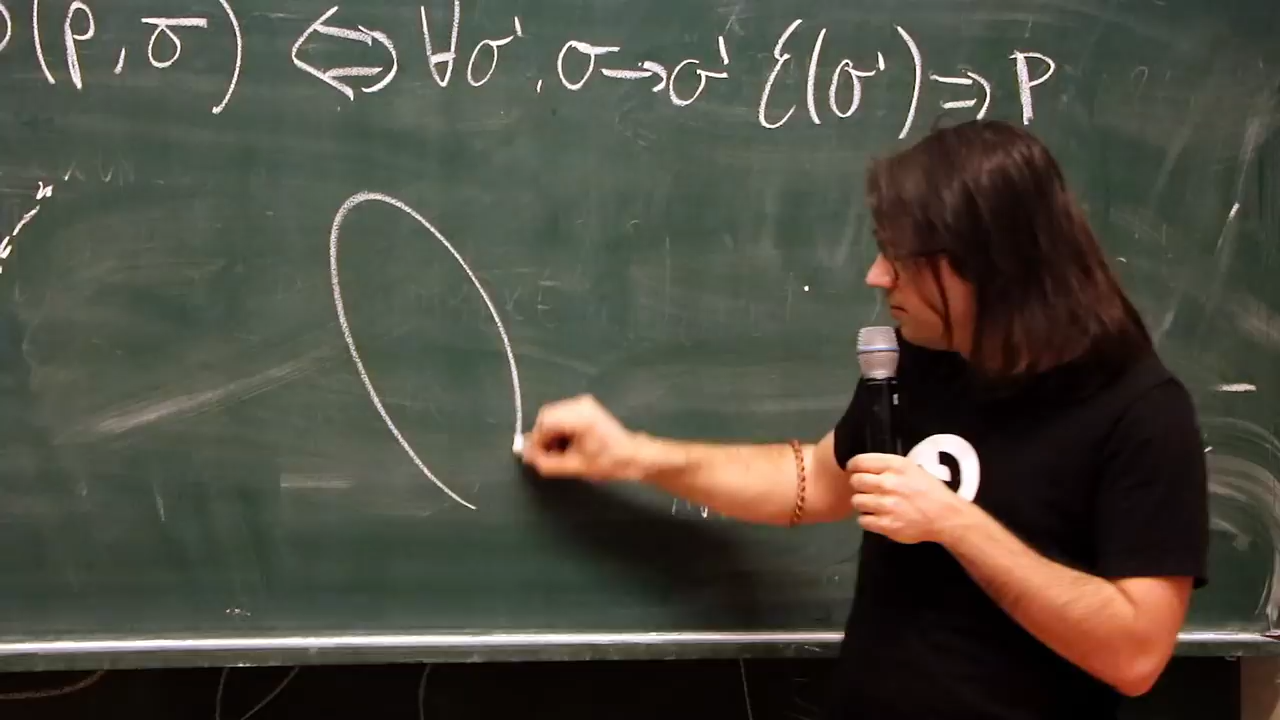 (P, σ) ⟺ ∀σ', σ→σ' ℰ(σ') ⇒ P